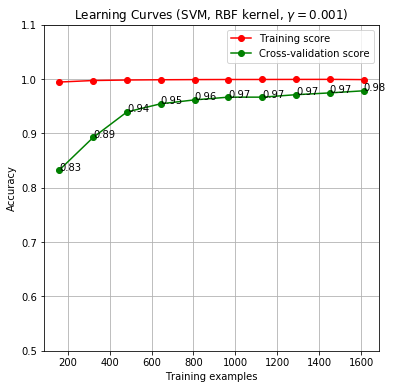 Learning Curves (SVM, RBF kernel, γ = 0.001)
Training score
Cross-validation score
1.1
1.0
0.9
0.8
0.7
0.6
0.5
Accuracy
0.83
0.89
0.94
0.95
0.96
0.97
0.97
0.97
0.97
0.98
200 400 600 800 1000 1200 1400 1600
Training examples